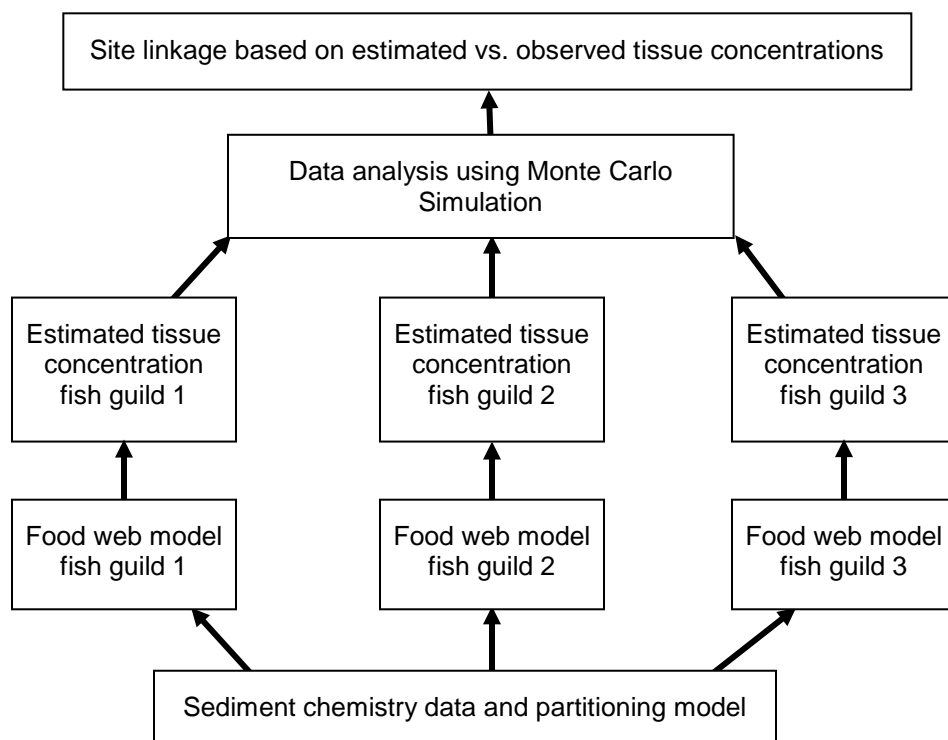 Site linkage based on estimated vs. observed tissue concentrations
Data analysis using Monte Carlo
Simulation
Estimated tissue
concentration
fish guild 1
Estimated tissue
concentration
fish guild 2
Estimated tissue
concentration
fish guild 3
Food web model
fish guild 1
Food web model
fish guild 2
Food web model
fish guild 3
Sediment chemistry data and partitioning model